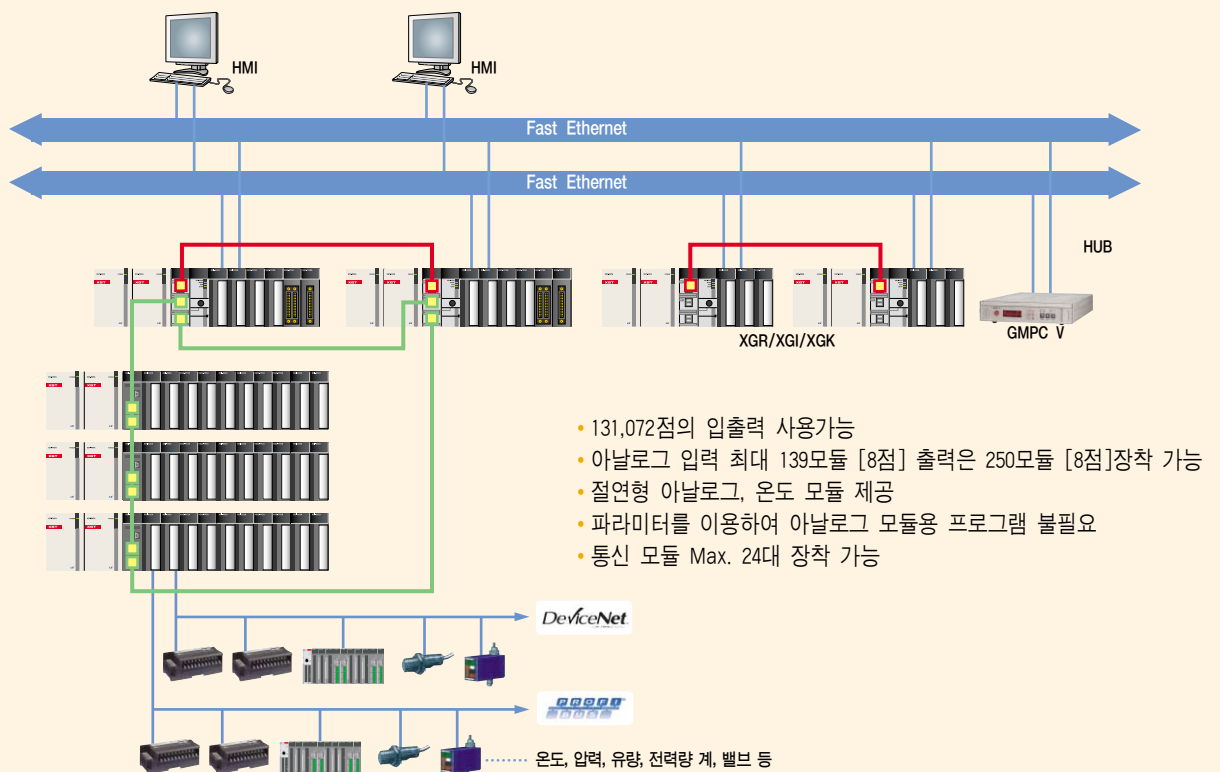 HMI
HMI
Fast Ethernet
Fast Ethernet
HUB
XGR/XGI/XGK
GMPC V
• 131,072점의 입출력 사용가능
• 아날로그 입력 최대 139모듈 [8점] 출력은 250모듈 [8점]장착 가능
• 절연형 아날로그, 온도 모듈 제공
• 파라미터를 이용하여 아날로그 모듈용 프로그램 불필요
• 통신 모듈 Max. 24대 장착 가능
DeviceNet
PROFI
BUS
온도, 압력, 유량, 전력량 계, 밸브 등